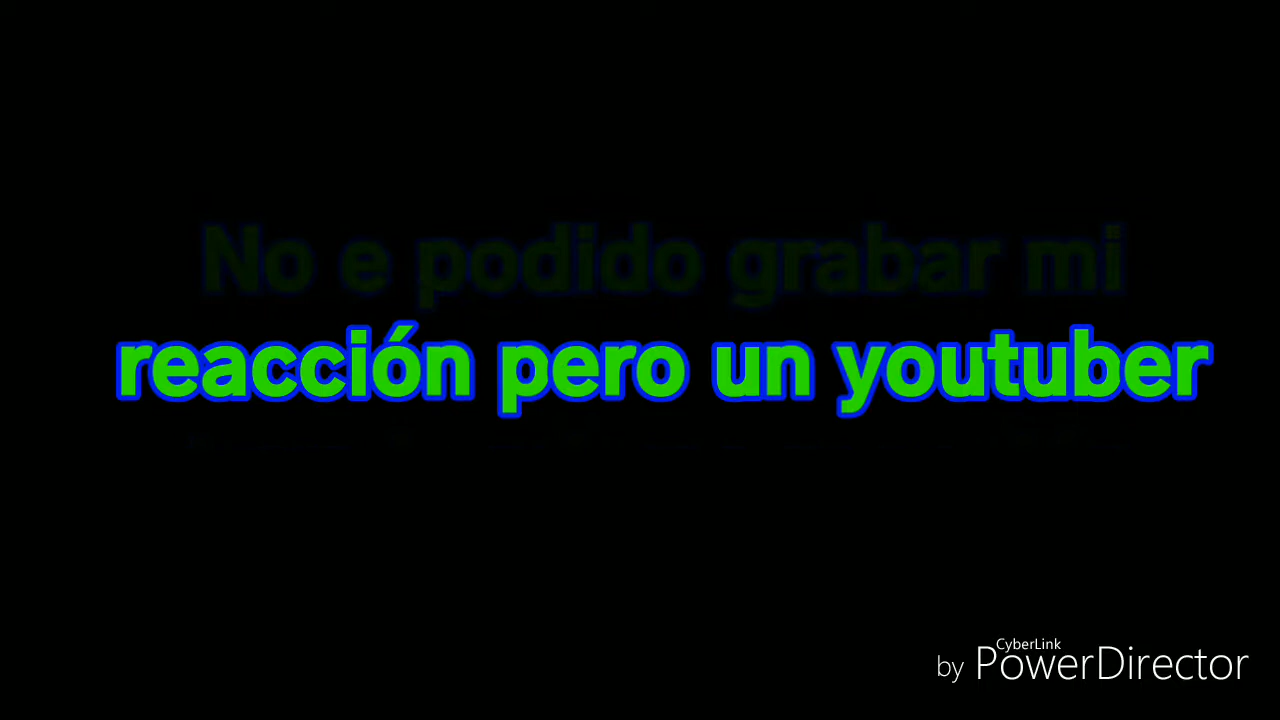 No e podido grabar mi
reacción pero un youtuber
CyberLink
by PowerDirector